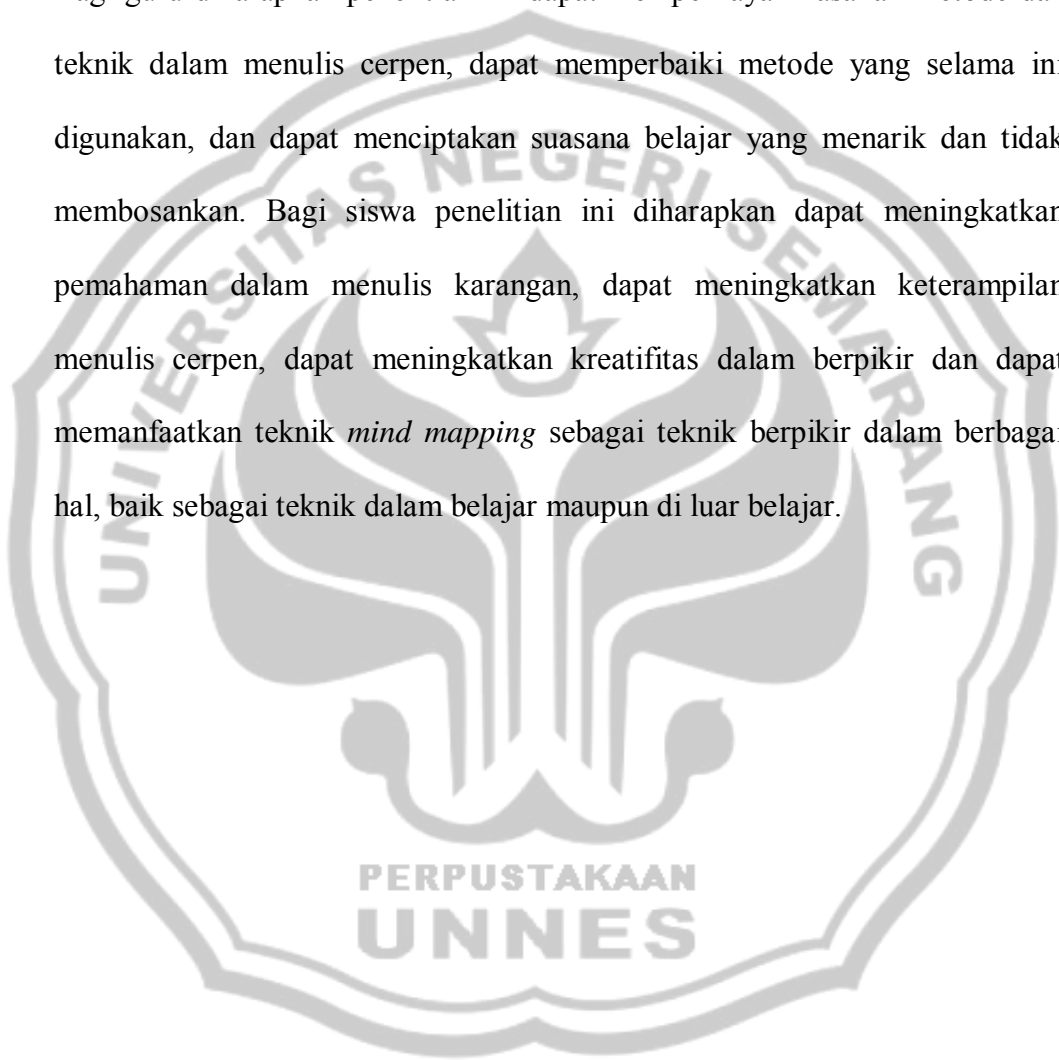 teknik dalam menulis cerpen, dapat memperbaiki metode yang selama ini
digunakan, dan dapat menciptakan suasana belajar yang menarik dan tidak
membosankan. Bagi siswa penelitian ini diharapkan dapat meningkatkan
pemahaman dalam menulis karangan, dapat meningkatkan keterampilan
menulis cerpen, dapat meningkatkan kreatifitas dalam berpikir dan dapat
memanfaatkan teknik mind mapping sebagai teknik berpikir dalam berbagai
hal, baik sebagai teknik dalam belajar maupun di luar belajar.
UNIVERSITAS NEGERI SEMARANG
PERPUSTAKAAN
UNNES